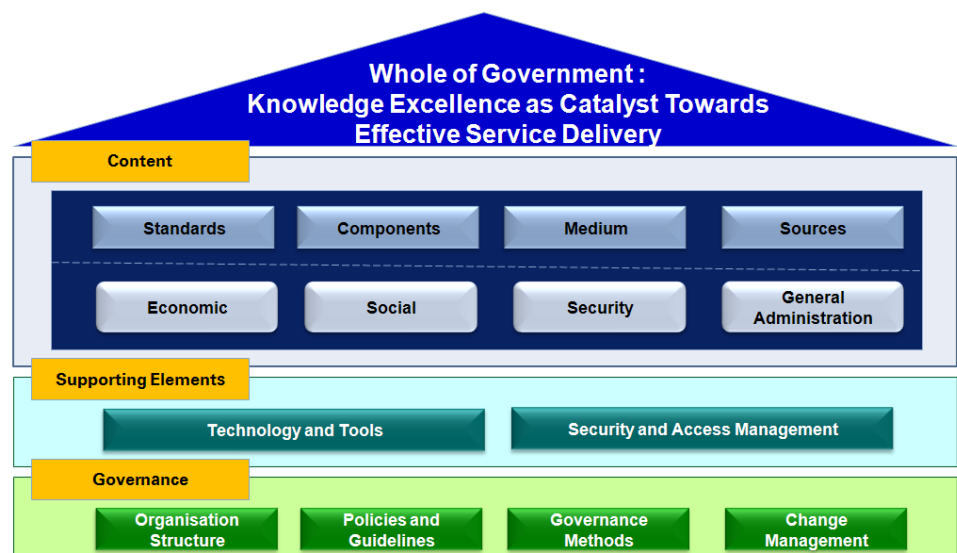 Whole of Government :
Knowledge Excellence as Catalyst Towards
Effective Service Delivery
Content
Standards
Components
Medium
Sources
Economic
Social
Security
General
Administration
Supporting Elements
Technology and Tools
Security and Access Management
Governance
Organisation
Structure
Policies and
Guidelines
Governance
Methods
Change
Management